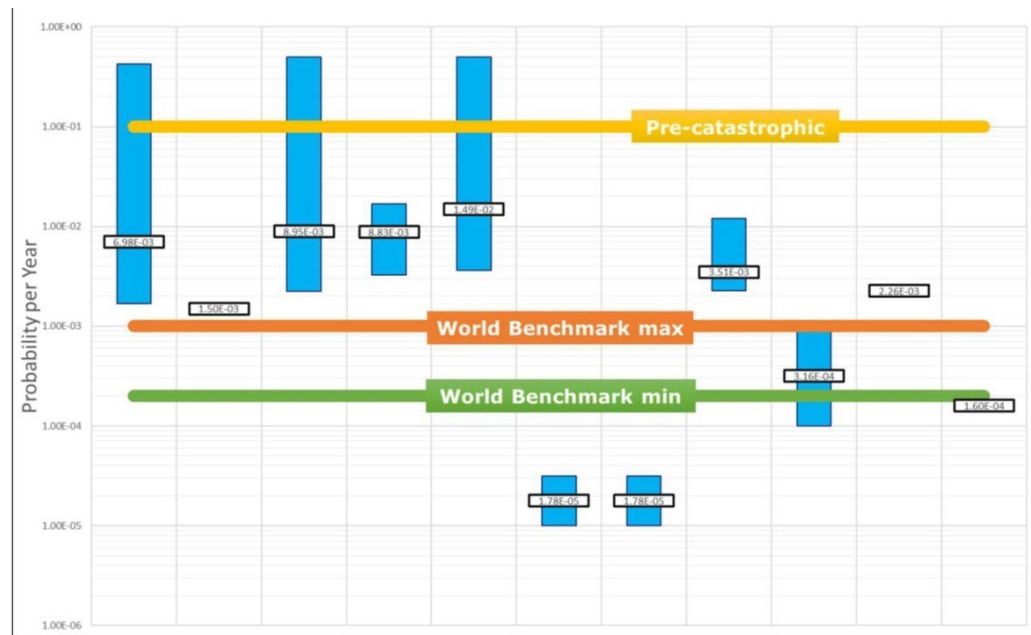 1.00E+00
1.00E-01
Pre-catastrophic
1.49E-02
1.00E-02
6.98E-03
8.95E-03
8.83E-03
3.51E-03
2.26E-03
1.50E-03
1.00E-03
World Benchmark max
3.16E-04
World Benchmark min
1.60E-04
1.00E-04
1.78E-05
1.78E-05
1.00E-05
1.00E-06
Probability per Year